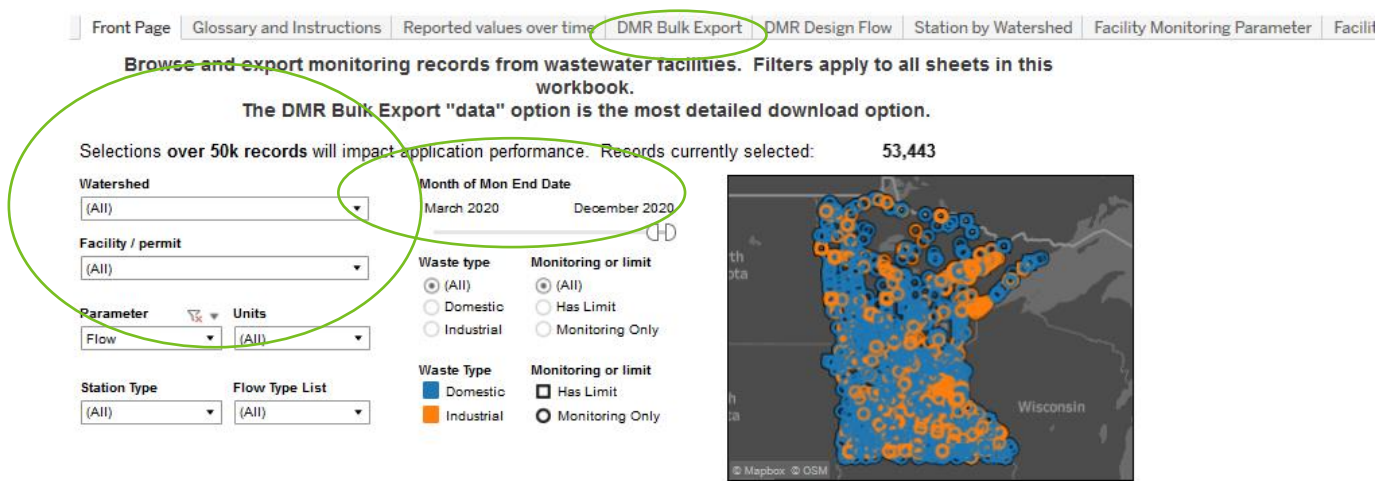 Front Page Glossary and Instructions Reported values over time DMR Bulk Export DMR Design Flow Station by Watershed Facility Monitoring Parameter Facilit
Browse and export monitoring records from wastewater facilities. Filters apply to all sheets in this
workbook.
The DMR Bulk Export "data" option is the most detailed download option.
Selections over 50k records will impact application performance. Records currently selected: 53,443
Watershed
(All)
Facility / permit
(All)
Parameter Units
Flow (All)
Station Type Flow Type List
(All) (All)
Month of Mon End Date
March 2020 December 2020
Waste type Monitoring or limit
(All) (All)
Domestic Has Limit
Industrial Monitoring Only
Waste Type Monitoring or limit
Domestic Has Limit
Industrial Monitoring Only
Wisconsin
© Mapbox © OSM